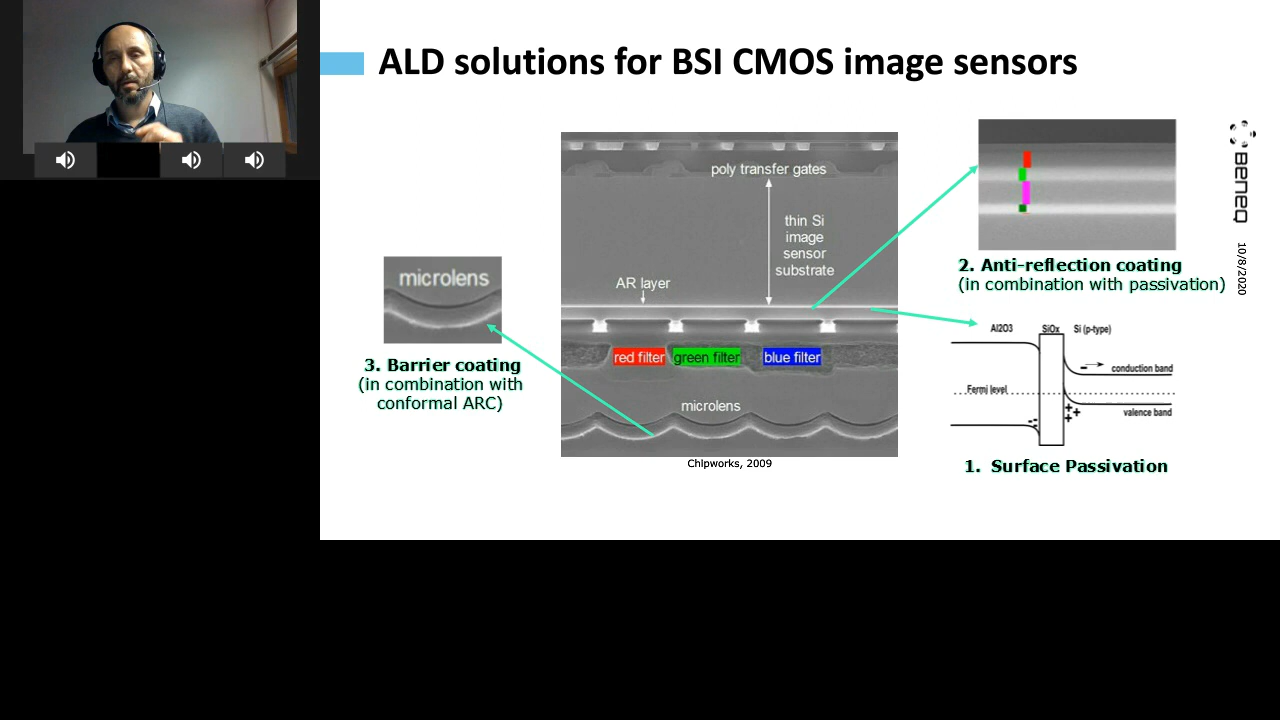 ALD solutions for BSI CMOS image sensors
poly transfer gates
thin Si
image
sensor
substrate
AR layer
red filter
green filter
blue filter
microlens
Chipworks, 2009
microlens
3. Barrier coating
(in combination with
conformal ARC)
2. Anti-reflection coating
(in combination with passivation)
Al2O3
SiOx
Si (p-type)
conduction band
Fermi level
valence band
1. Surface Passivation
BENEQ
10/8/2020